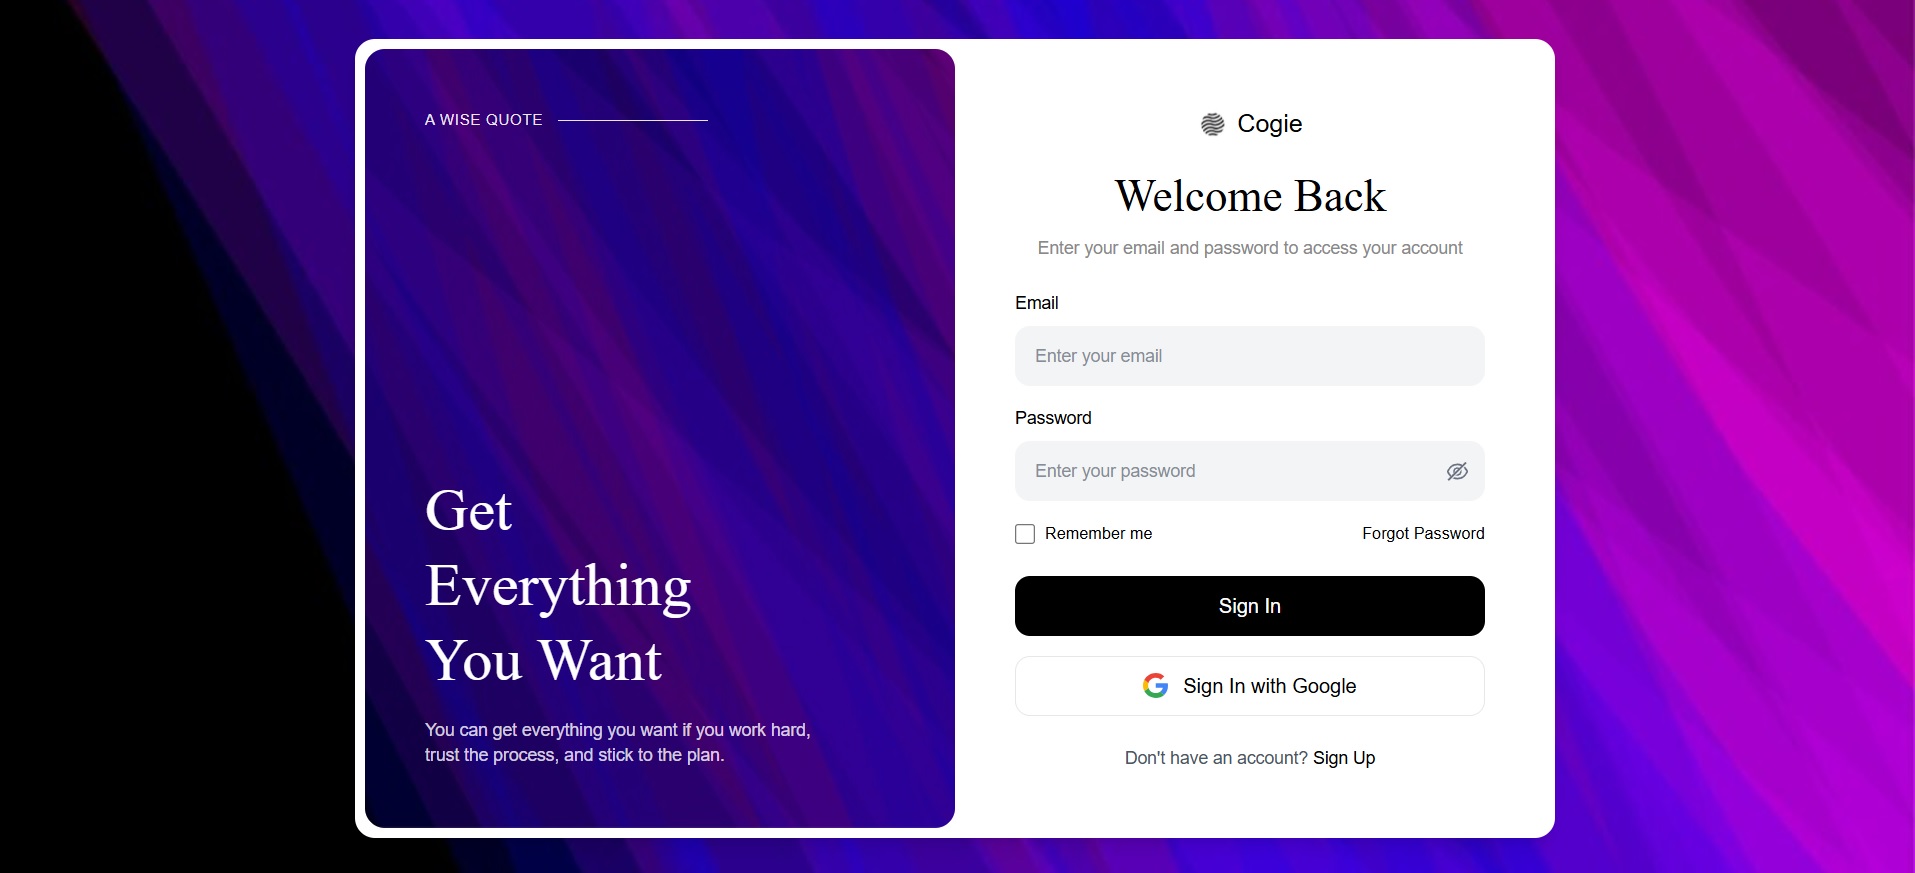 A WISE QUOTE
Get
Everything
You Want
You can get everything you want if you work hard,
trust the process, and stick to the plan.
Cogie
Welcome Back
Enter your email and password to access your account
Email
Enter your email
Password
Enter your password
Remember me
Forgot Password
Sign In
Sign In with Google
Don't have an account? Sign Up